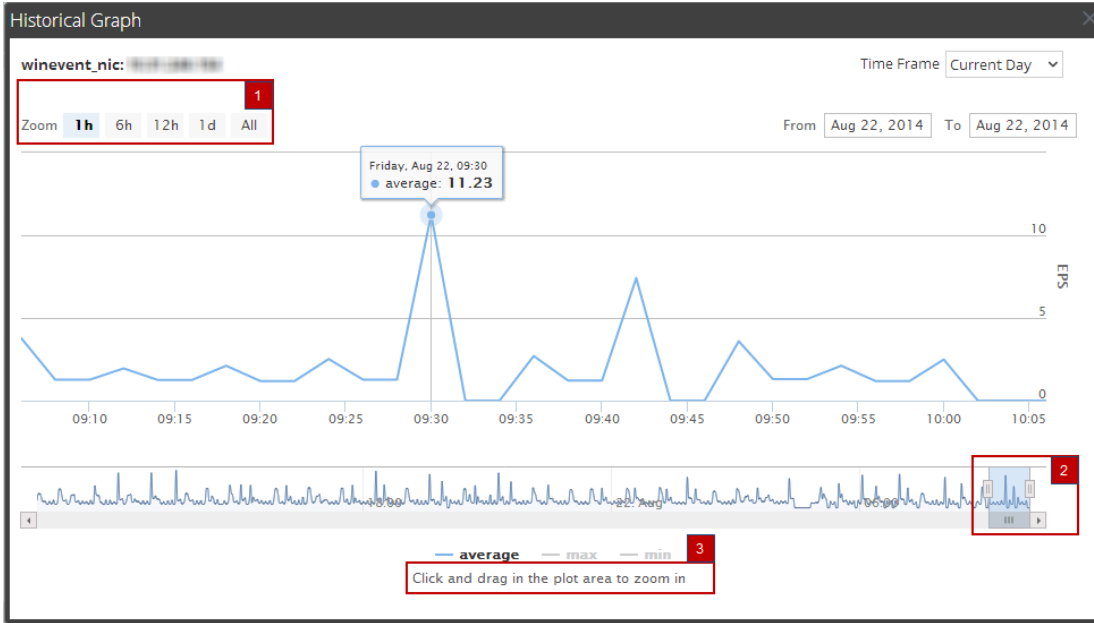 Historical Graph
winevent_nic:
Time Frame Current Day
1
Zoom 1h 6h 12h 1d All
From Aug 22, 2014 To Aug 22, 2014
Friday, Aug 22, 09:30
average: 11.23
10
EPS
5
0
09:10 09:15 09:20 09:25 09:30 09:35 09:40 09:45 09:50 09:55 10:00 10:05
2
18:00 22. Aug 06:00
average max min
3
Click and drag in the plot area to zoom in